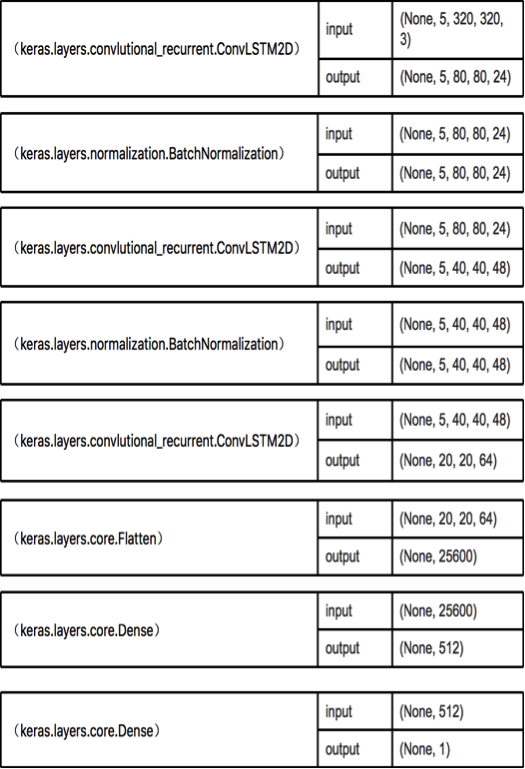 （keras.layers.convlutional_recurrent.ConvLSTM2D）
input
(None, 5, 320, 320,
3)
output
(None, 5, 80, 80, 24)
（keras.layers.normalization.BatchNormalization）
input
(None, 5, 80, 80, 24)
output
(None, 5, 80, 80, 24)
（keras.layers.convlutional_recurrent.ConvLSTM2D）
input
(None, 5, 80, 80, 24)
output
(None, 5, 40, 40, 48)
（keras.layers.normalization.BatchNormalization）
input
(None, 5, 40, 40, 48)
output
(None, 5, 40, 40, 48)
（keras.layers.convlutional_recurrent.ConvLSTM2D）
input
(None, 5, 40, 40, 48)
output
(None, 20, 20, 64)
（keras.layers.core.Flatten）
input
(None, 20, 20, 64)
output
(None, 25600)
（keras.layers.core.Dense）
input
(None, 25600)
output
(None, 512)
（keras.layers.core.Dense）
input
(None, 512)
output
(None, 1)